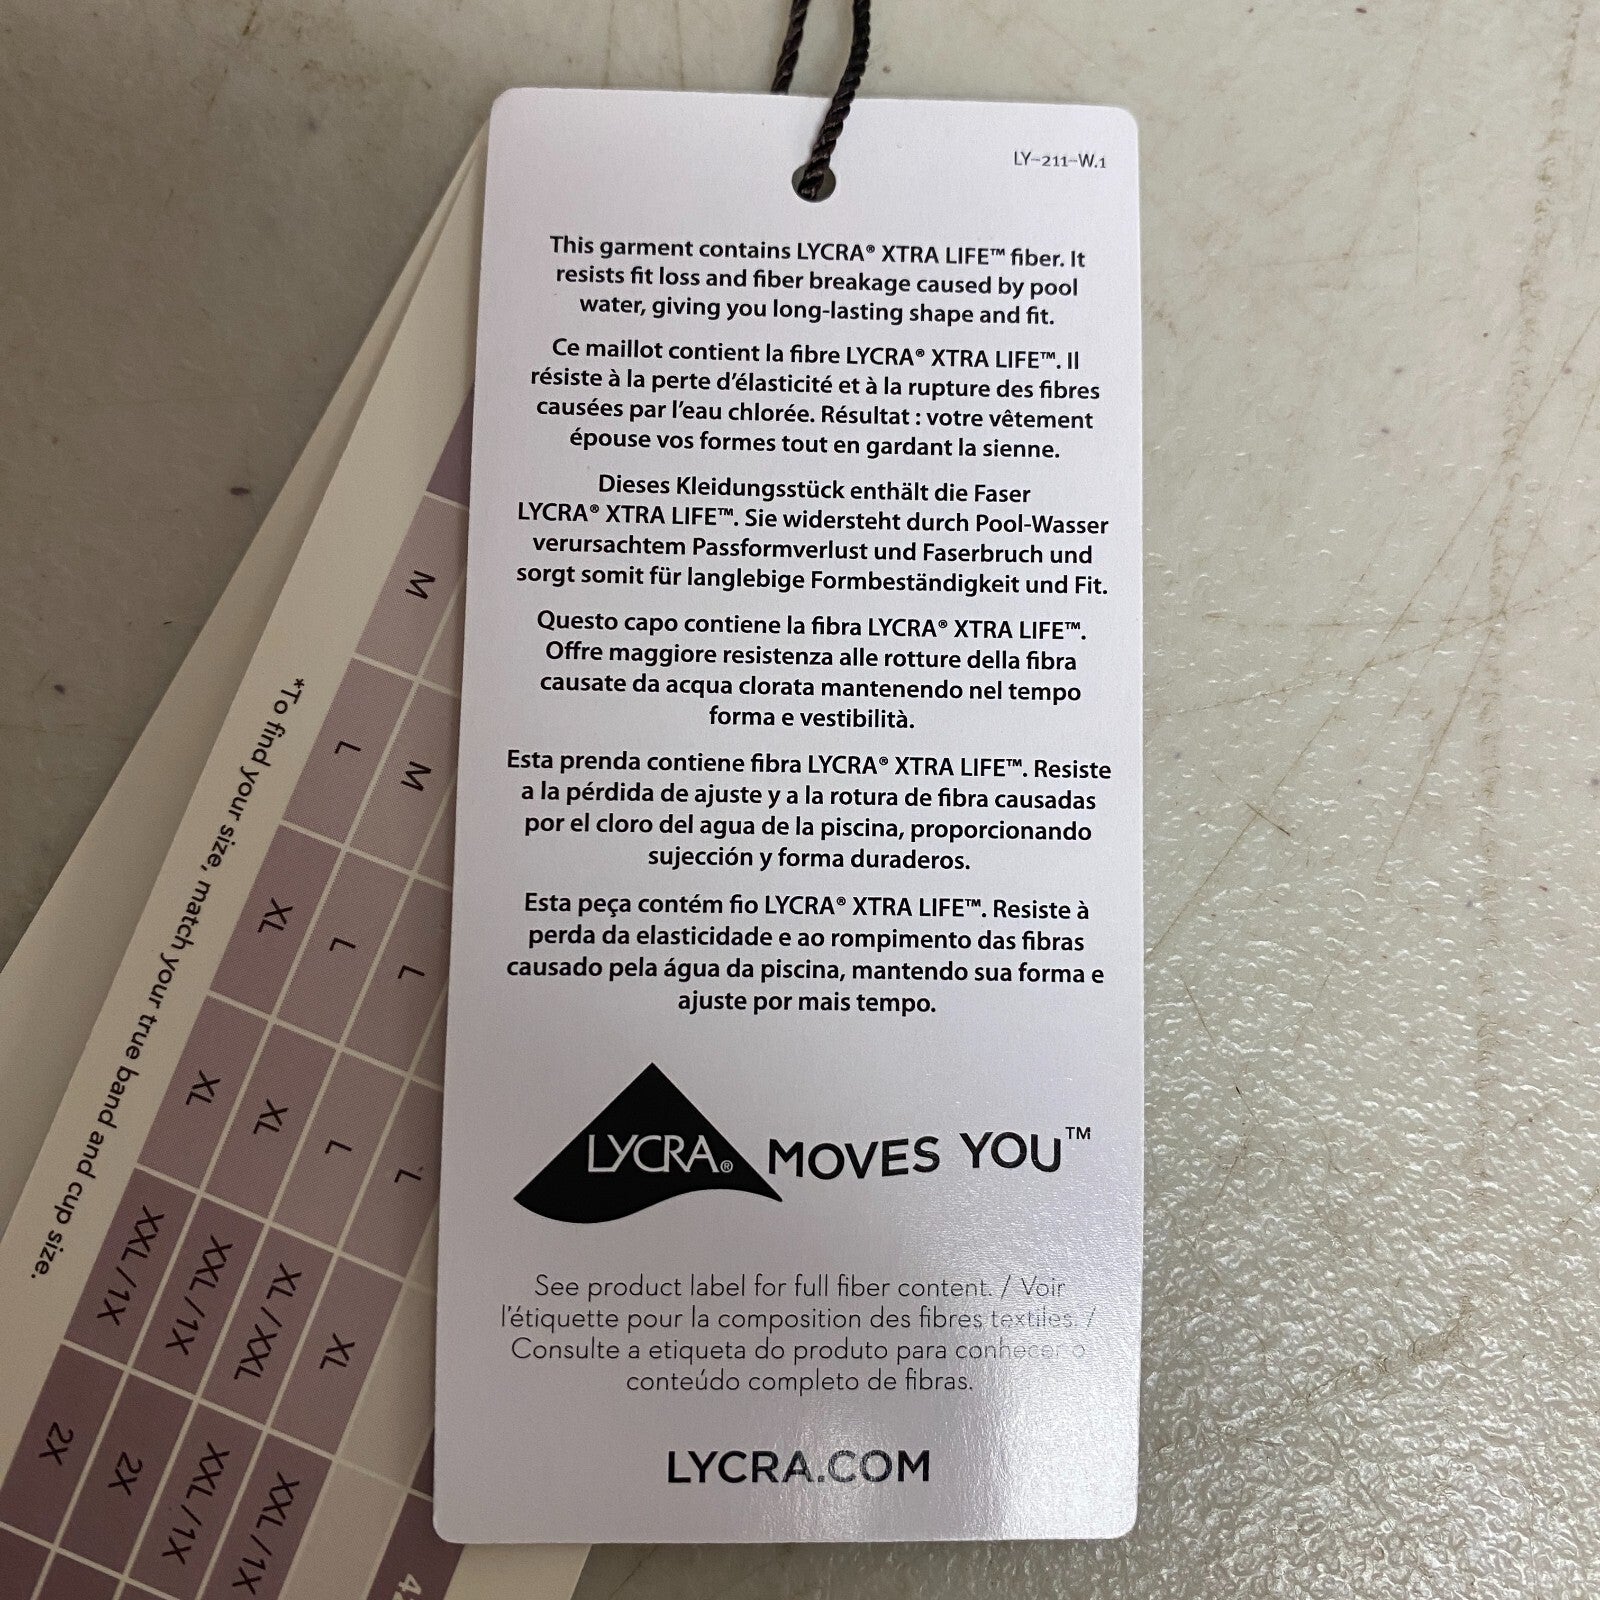 LY-211-W.1
This garment contains LYCRA® XTRA LIFE™ fiber. It
resists fit loss and fiber breakage caused by pool
water, giving you long-lasting shape and fit.
Ce maillot contient la fibre LYCRA® XTRA LIFE™. Il
résiste à la perte d'élasticité et à la rupture des fibres
causées par l'eau chlorée. Résultat : votre vêtement
épouse vos formes tout en gardant la sienne.
Dieses Kleidungsstück enthält die Faser
LYCRA® XTRA LIFE™. Sie widersteht durch Pool-Wasser
verursachtem Passformverlust und Faserbruch und
sorgt somit für langlebige Formbeständigkeit und Fit.
Questo capo contiene la fibra LYCRA® XTRA LIFE™.
Offre maggiore resistenza alle rotture della fibra
causate da acqua clorata mantenendo nel tempo
forma e vestibilità.
Esta prenda contiene fibra LYCRA® XTRA LIFE™. Resiste
a la pérdida de ajuste y a la rotura de fibra causadas
por el cloro del agua de la piscina, proporcionando
sujección y forma duraderos.
Esta peça contém fio LYCRA® XTRA LIFE™. Resiste à
perda da elasticidade e ao rompimento das fibras
causado pela água da piscina, mantendo sua forma e
ajuste por mais tempo.
LYCRA® MOVES YOU™
See product label for full fiber content. / Voir
l'étiquette pour la composition des fibres textiles. /
Consulte a etiqueta do produto para conhecer o
conteúdo completo de fibras.
LYCRA.COM
*To find your size, match your true band and cup size.
M
L
XL
XL
XXL/1X
2X
M
L
L
XL
XXL/1X
2X
L
L
XL/XXL
XXL/1X
XL
XXL/1X